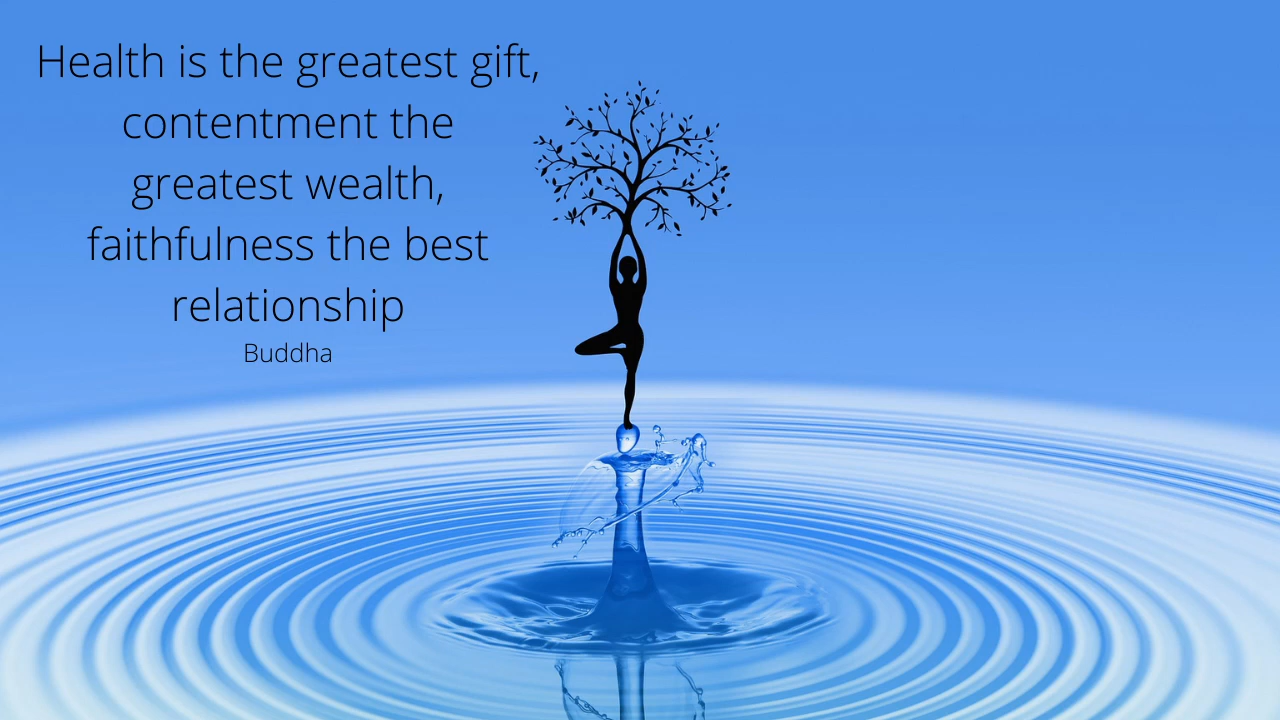 Health is the greatest gift,
contentment the
greatest wealth,
faithfulness the best
relationship
Buddha